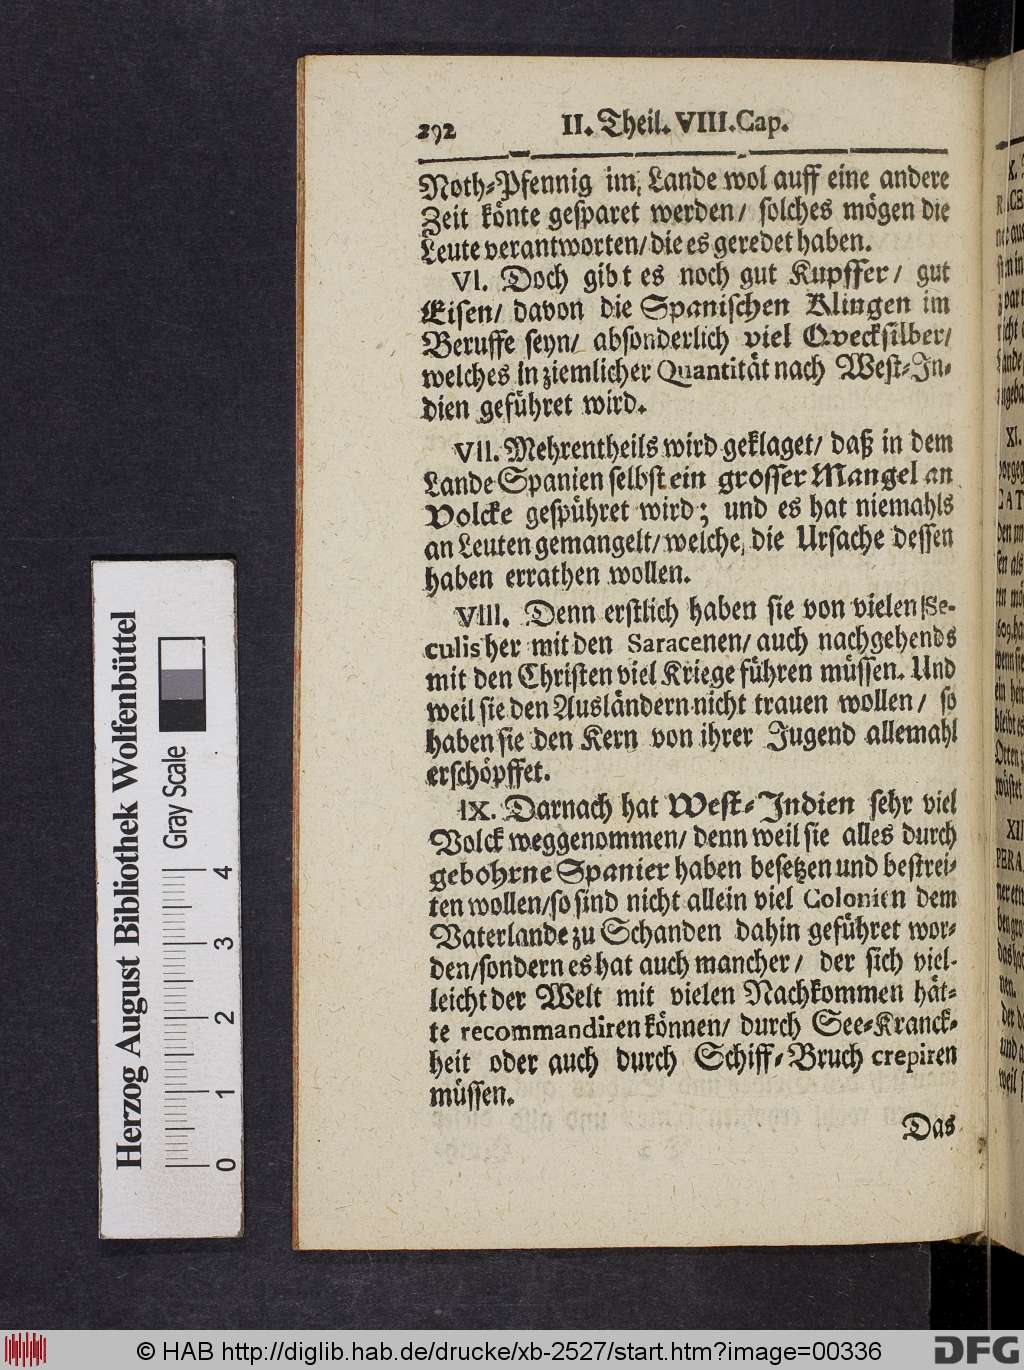 292 II. Theil. VIII. Cap.
Noth-Pfennig im Lande wol auff eine andere
Zeit könte gesparet werden/ solches mögen die
Leute verantworten/ die es geredet haben.
VI. Doch gibt es noch gut Kupffer/ gut
Eisen/ davon die Spanischen Klingen im
Beruffe seyn/ absonderlich viel Qvecksilber/
welches in ziemlicher Quantität nach West-In-
dien geführet wird.
VII. Mehrentheils wird geklaget/ daß in dem
Lande Spanien selbst ein grosser Mangel an
Volcke gespühret wird; und es hat niemahls
an Leuten gemangelt/ welche die Ursache dessen
haben errathen wollen.
VIII. Denn erstlich haben sie von vielen Se-
culis her mit den Saracenen/ auch nachgehends
mit den Christen viel Kriege führen müssen. Und
weil sie den Ausländern nicht trauen wollen/ so
haben sie den Kern von ihrer Jugend allemahl
erschöpffet.
IX. Darnach hat West-Indien sehr viel
Volck weggenommen/ denn weil sie alles durch
gebohrne Spanier haben besetzen und bestrei-
ten wollen/ so sind nicht allein viel Colonien dem
Vaterlande zu Schanden dahin geführet wor-
den/ sondern es hat auch mancher/ der sich viel-
leicht der Welt mit vielen Nachkommen hät-
te recommandiren können/ durch See-Kranck-
heit oder auch durch Schiff-Bruch crepiren
müssen.
Das
Herzog August Bibliothek Wolfenbüttel
Gray Scale
0 1 2 3 4
© HAB http://diglib.hab.de/drucke/xb-2527/start.htm?image=00336
DFG